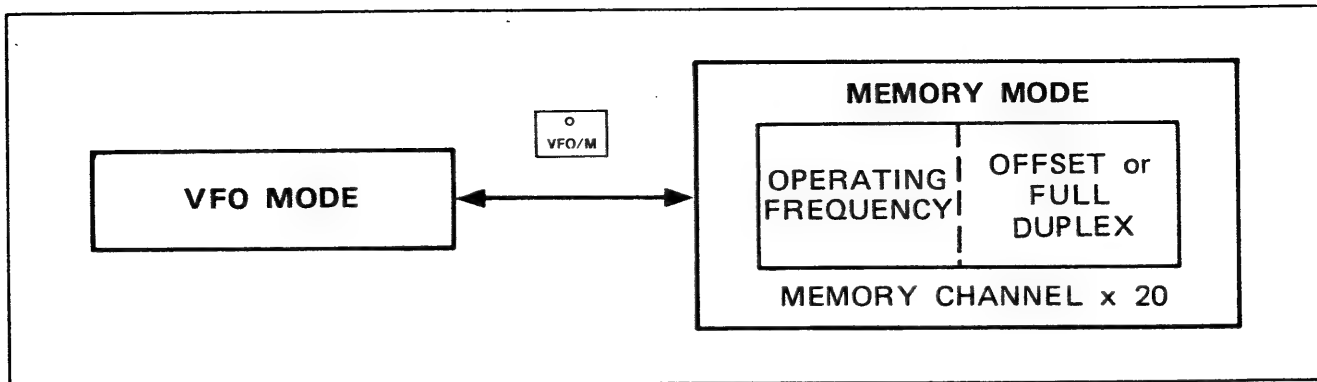 VFO MODE
VFO/M
MEMORY MODE
OPERATING
FREQUENCY
OFFSET or
FULL
DUPLEX
MEMORY CHANNEL x 20